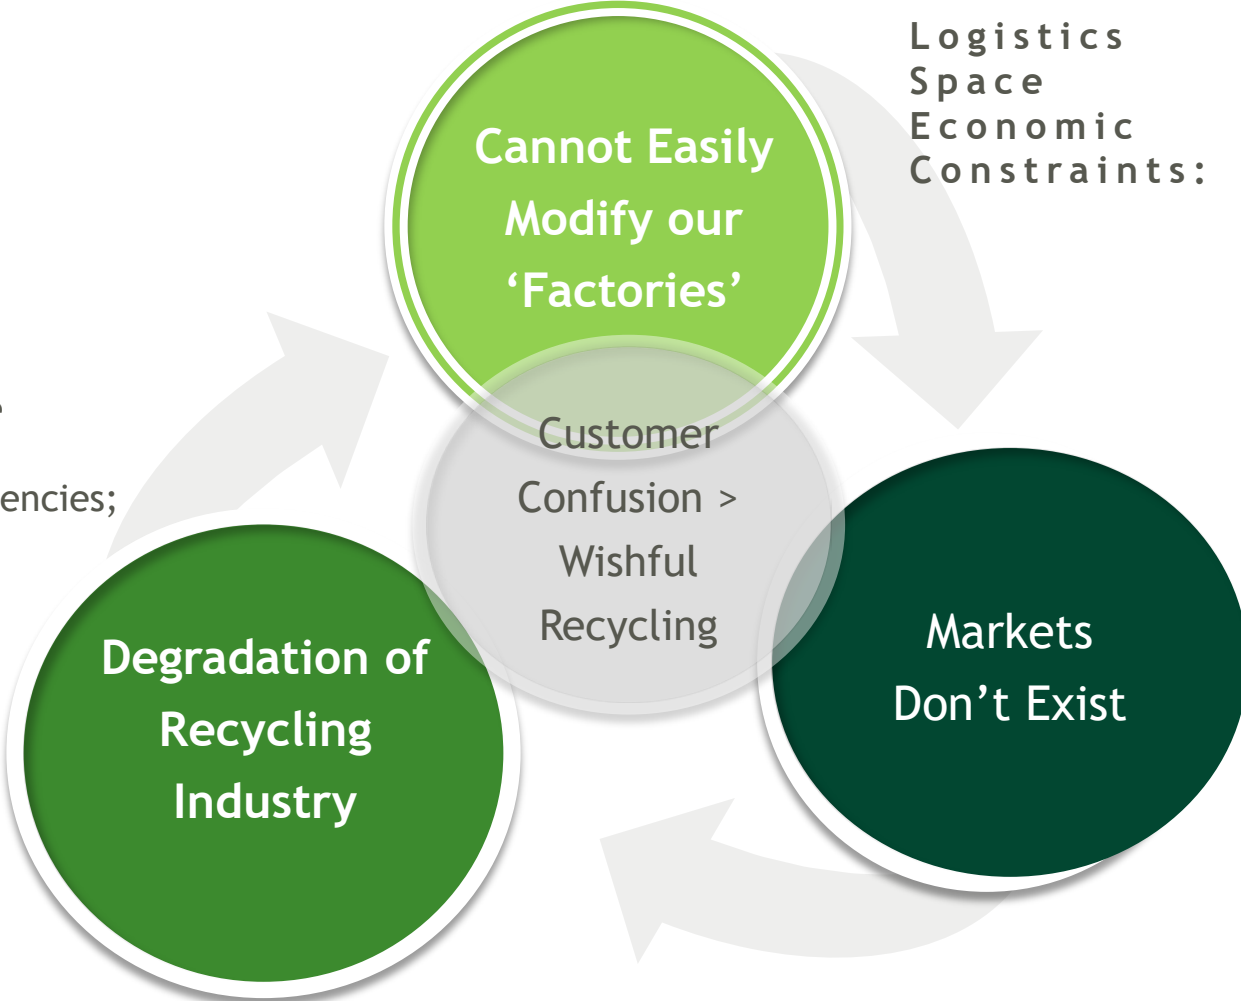 Logistics
Space
Economic
Constraints:
Cannot Easily
Modify our
‘Factories’
Customer
Confusion >
Wishful
Recycling
encies;
Degradation of
Recycling
Industry
Markets
Don’t Exist